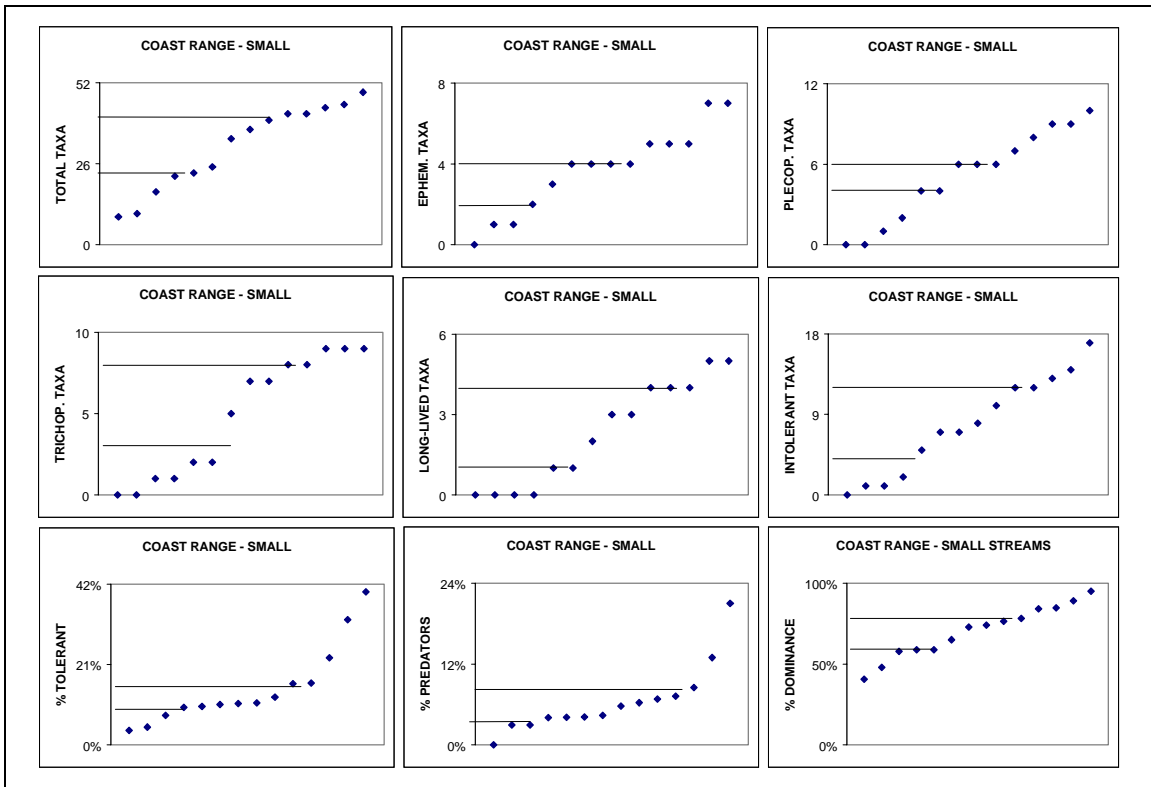 COAST RANGE - SMALL
TOTAL TAXA
52
26
0
COAST RANGE - SMALL
EPHEM. TAXA
8
4
0
COAST RANGE - SMALL
PLECOP. TAXA
12
6
0
COAST RANGE - SMALL
TRICHOP. TAXA
10
5
0
COAST RANGE - SMALL
LONG-LIVED TAXA
6
3
0
COAST RANGE - SMALL
INTOLERANT TAXA
18
9
0
COAST RANGE - SMALL
% TOLERANT
42%
21%
0%
COAST RANGE - SMALL
% PREDATORS
24%
12%
0%
COAST RANGE - SMALL STREAMS
% DOMINANCE
100%
50%
0%